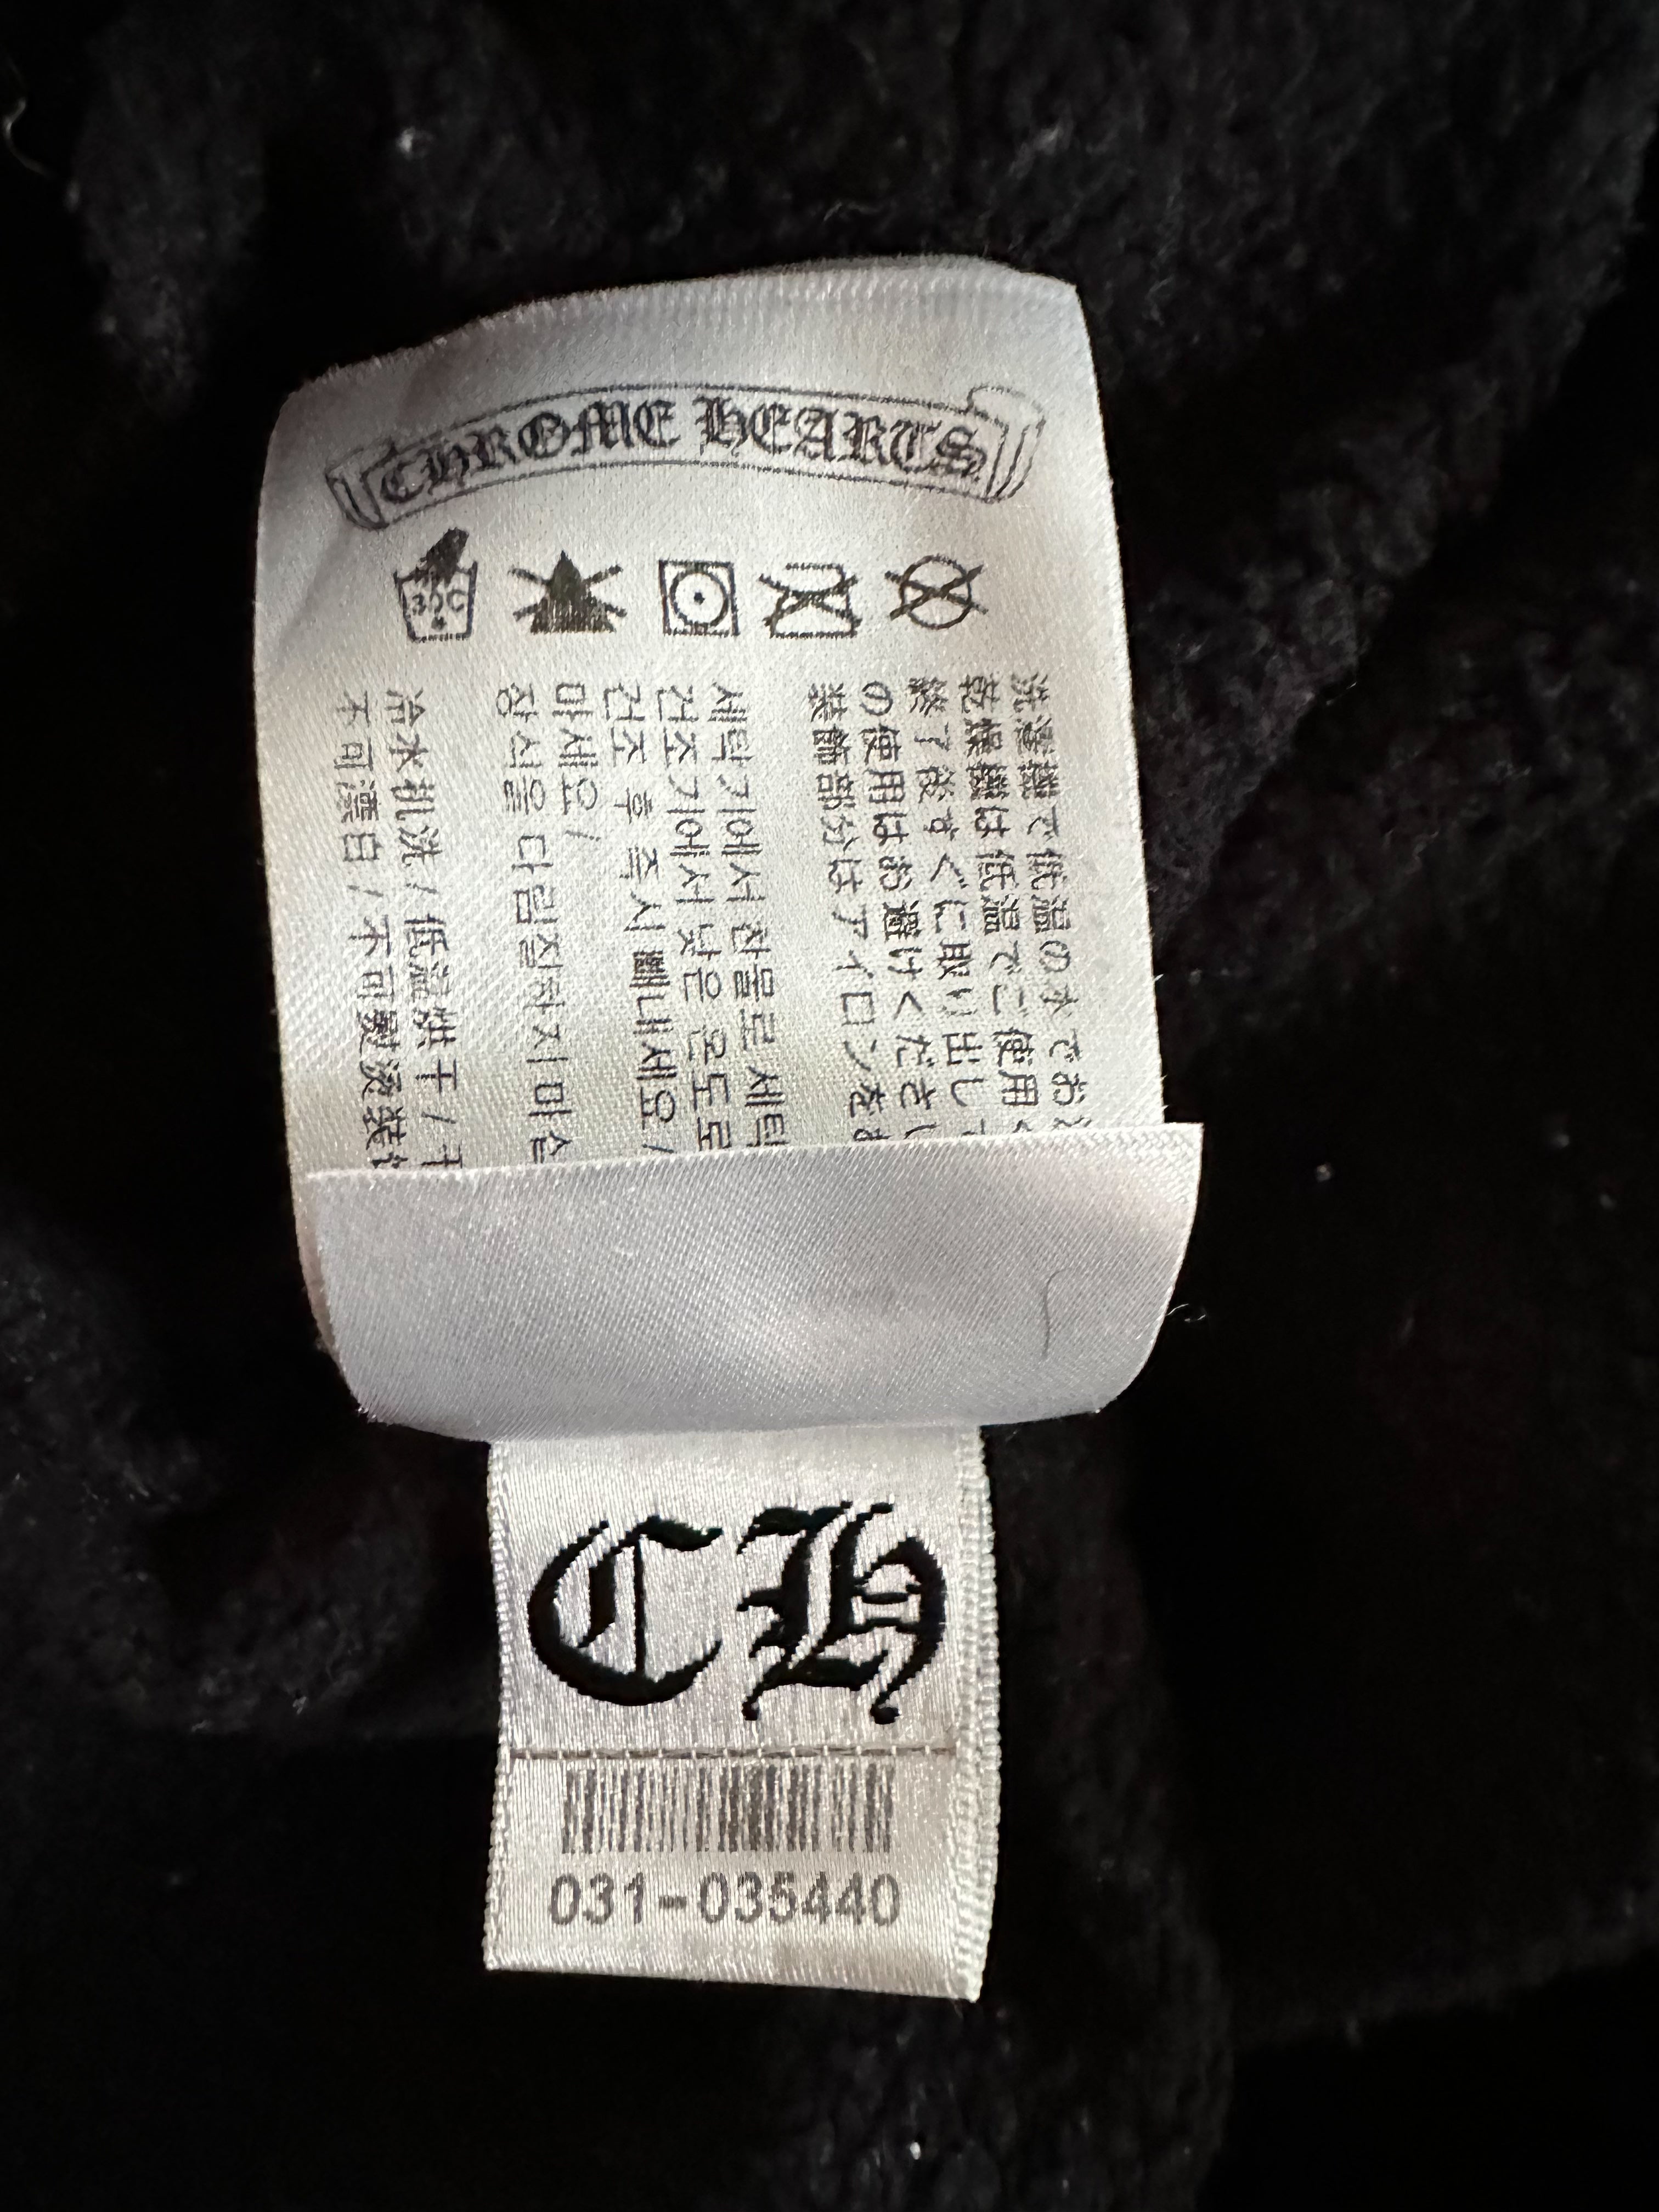 CHROME HEARTS
30C
洗濯機で低温の水でお
乾燥機は低温でご使用く
終了後すぐに取り出して
の使用はお避けくださし
装飾部分はアイロンをお
세탁기에서 찬물로 세탁
건조기에서 낮은 온도로
건조 후 즉시 빼내세요 /
마세요 /
장식을 다림질하지 마십
冷水机洗 / 低温烘干 / 干
不可漂白 / 不可熨烫装
CH
031-035440